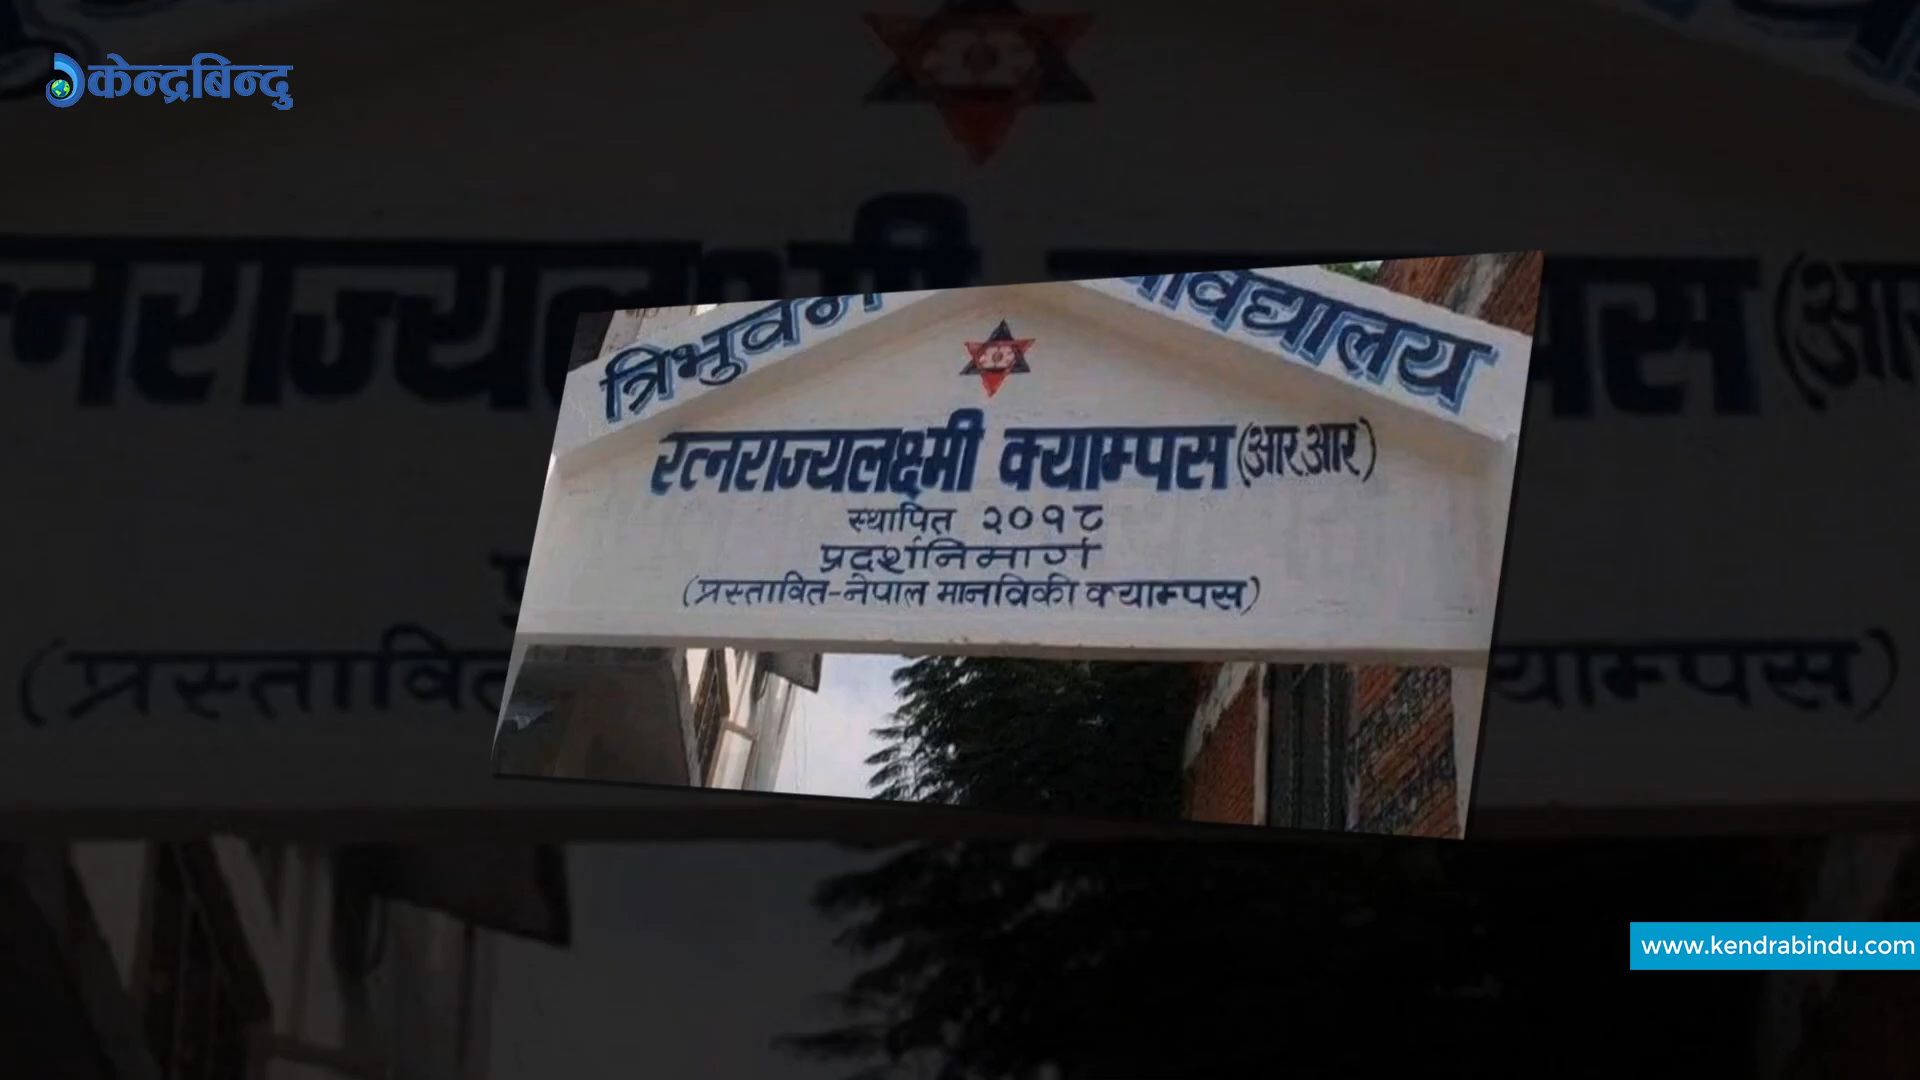 केन्द्रबिन्दु
त्रिभुवन विद्यालय
रत्नराज्यलक्ष्मी क्याम्पस (आर.आर)
स्थापित २०१८
प्रदर्शनिमार्ग
(प्रस्तावित-नेपाल मानविकी क्याम्पस)
www.kendrabindu.com